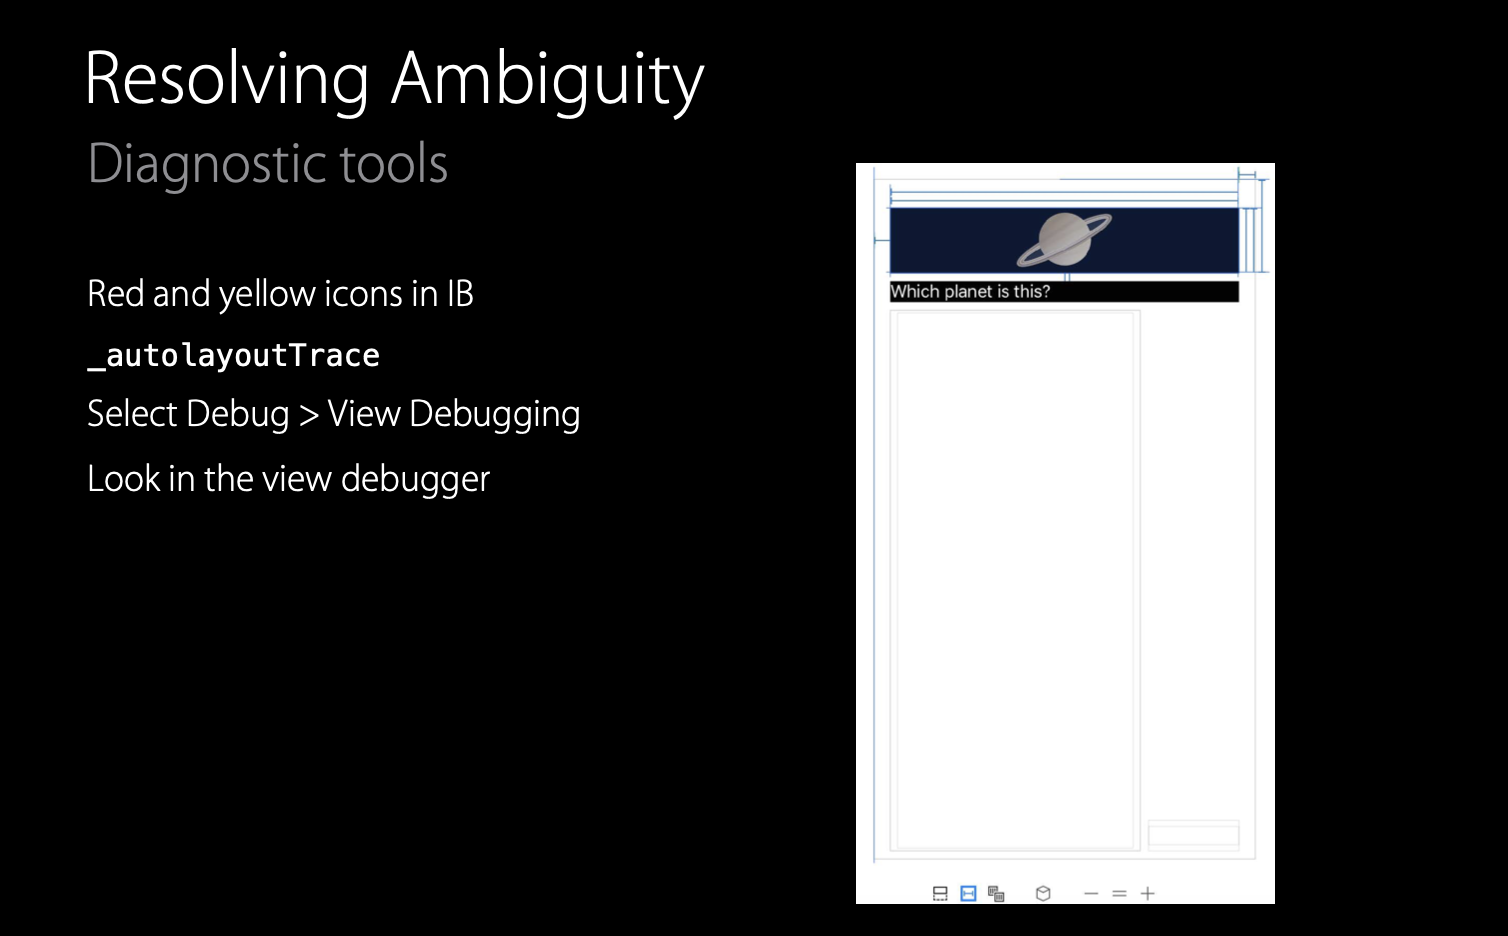 Resolving Ambiguity
Diagnostic tools
Red and yellow icons in IB
_autolayoutTrace
Select Debug > View Debugging
Look in the view debugger
Which planet is this?